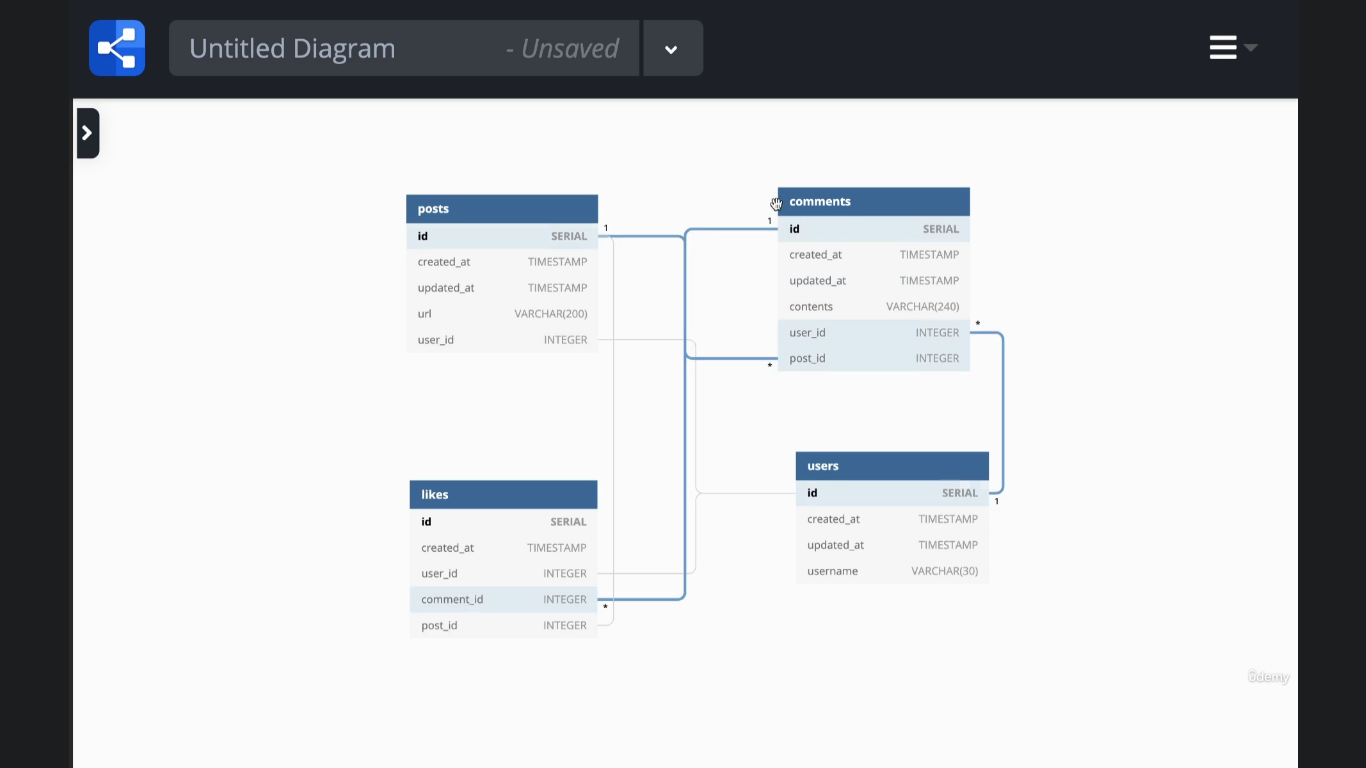 Untitled Diagram - Unsaved
posts
id SERIAL
created_at TIMESTAMP
updated_at TIMESTAMP
url VARCHAR(200)
user_id INTEGER
1
comments
1
id SERIAL
created_at TIMESTAMP
updated_at TIMESTAMP
contents VARCHAR(240)
user_id INTEGER
*
post_id INTEGER
*
likes
id SERIAL
created_at TIMESTAMP
user_id INTEGER
comment_id INTEGER
*
post_id INTEGER
users
id SERIAL
1
created_at TIMESTAMP
updated_at TIMESTAMP
username VARCHAR(30)
ûdemy